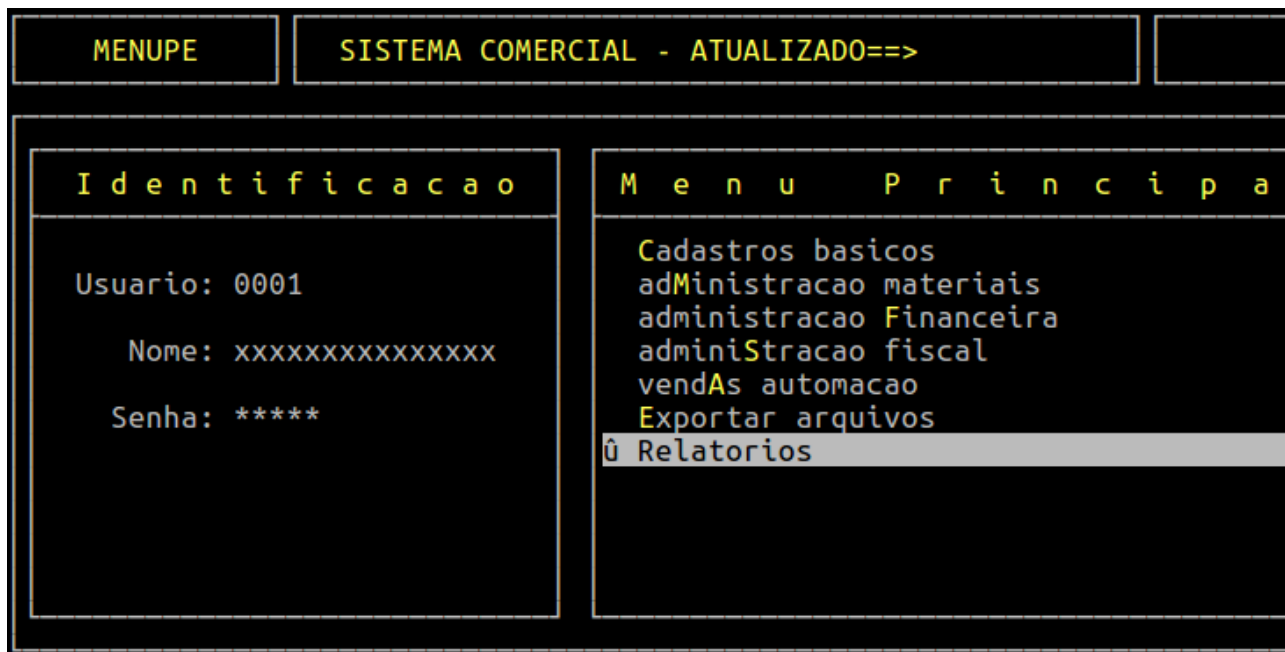 MENUPE
SISTEMA COMERCIAL - ATUALIZADO==>
I d e n t i f i c a c a o
Usuario: 0001
Nome: xxxxxxxxxxxxxxx
Senha: *****
M e n u  P r i n c i p a
Cadastros basicos
adMinistracao materiais
administracao Financeira
adminiStracao fiscal
vendAs automacao
Exportar arquivos
û Relatorios